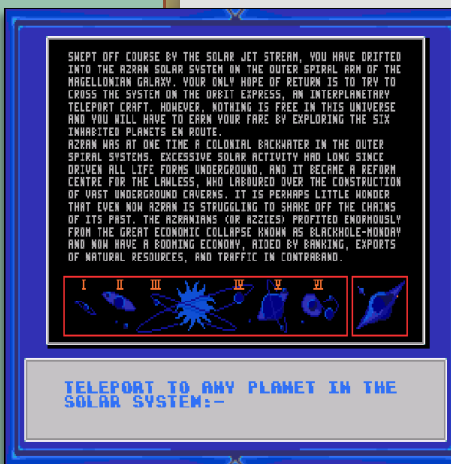 SWEPT OFF COURSE BY THE SOLAR JET STREAM, YOU HAVE DRIFTED
INTO THE AZRAN SOLAR SYSTEM ON THE OUTER SPIRAL ARM OF THE
MAGELLONIAN GALAXY. YOUR ONLY HOPE OF RETURN IS TO TRY TO
CROSS THE SYSTEM ON THE ORBIT EXPRESS, AN INTERPLANETARY
TELEPORT CRAFT. HOWEVER, NOTHING IS FREE IN THIS UNIVERSE
AND YOU WILL HAVE TO EARN YOUR FARE BY EXPLORING THE SIX
INHABITED PLANETS EN ROUTE.
AZRAN WAS AT ONE TIME A COLONIAL BACKWATER IN THE OUTER
SPIRAL SYSTEMS. EXCESSIVE SOLAR ACTIVITY HAD LONG SINCE
DRIVEN ALL LIFE FORMS UNDERGROUND, AND IT BECAME A REFORM
CENTRE FOR THE LAWLESS, WHO LABOURED OVER THE CONSTRUCTION
OF VAST UNDERGROUND CAVERNS. IT IS PERHAPS LITTLE WONDER
THAT EVEN NOW AZRAN IS STRUGGLING TO SHAKE OFF THE CHAINS
OF ITS PAST. THE AZRANIANS (OR AZZIES) PROFITED ENORMOUSLY
FROM THE GREAT ECONOMIC COLLAPSE KNOWN AS BLACKHOLE-MONDAY
AND NOW HAVE A BOOMING ECONOMY, AIDED BY BANKING, EXPORTS
OF NATURAL RESOURCES, AND TRAFFIC IN CONTRABAND.
I II III IV V VI
TELEPORT TO ANY PLANET IN THE
SOLAR SYSTEM:-